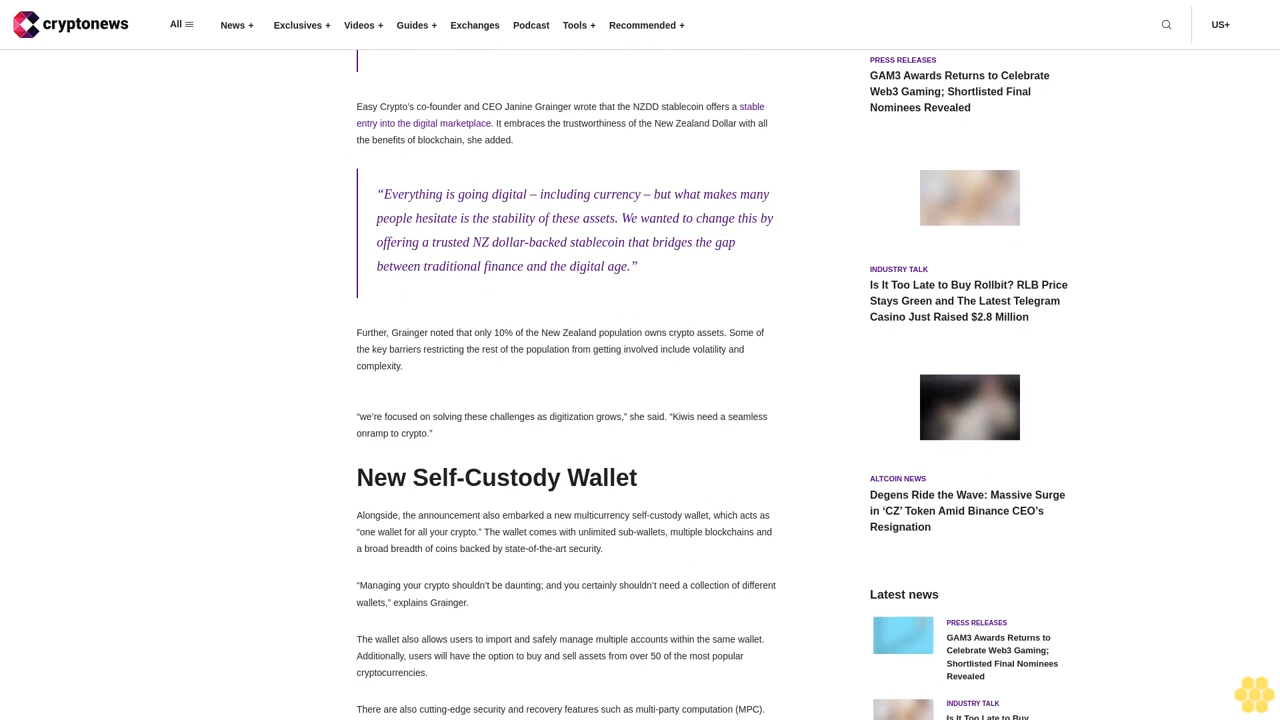 cryptonews
All
News +
Exclusives +
Videos +
Guides +
Exchanges
Podcast
Tools +
Recommended +
US+
Easy Crypto’s co-founder and CEO Janine Grainger wrote that the NZDD stablecoin offers a stable
entry into the digital marketplace. It embraces the trustworthiness of the New Zealand Dollar with all
the benefits of blockchain, she added.
“Everything is going digital – including currency – but what makes many
people hesitate is the stability of these assets. We wanted to change this by
offering a trusted NZ dollar-backed stablecoin that bridges the gap
between traditional finance and the digital age.”
Further, Grainger noted that only 10% of the New Zealand population owns crypto assets. Some of
the key barriers restricting the rest of the population from getting involved include volatility and
complexity.
“we’re focused on solving these challenges as digitization grows,” she said. “Kiwis need a seamless
onramp to crypto.”
New Self-Custody Wallet
Alongside, the announcement also embarked a new multicurrency self-custody wallet, which acts as
“one wallet for all your crypto.” The wallet comes with unlimited sub-wallets, multiple blockchains and
a broad breadth of coins backed by state-of-the-art security.
“Managing your crypto shouldn’t be daunting; and you certainly shouldn’t need a collection of different
wallets,” explains Grainger.
The wallet also allows users to import and safely manage multiple accounts within the same wallet.
Additionally, users will have the option to buy and sell assets from over 50 of the most popular
cryptocurrencies.
There are also cutting-edge security and recovery features such as multi-party computation (MPC).
PRESS RELEASES
GAM3 Awards Returns to Celebrate
Web3 Gaming; Shortlisted Final
Nominees Revealed
INDUSTRY TALK
Is It Too Late to Buy Rollbit? RLB Price
Stays Green and The Latest Telegram
Casino Just Raised $2.8 Million
ALTCOIN NEWS
Degens Ride the Wave: Massive Surge
in ‘CZ’ Token Amid Binance CEO’s
Resignation
Latest news
PRESS RELEASES
GAM3 Awards Returns to
Celebrate Web3 Gaming;
Shortlisted Final Nominees
Revealed
INDUSTRY TALK
Is It Too Late to Buy